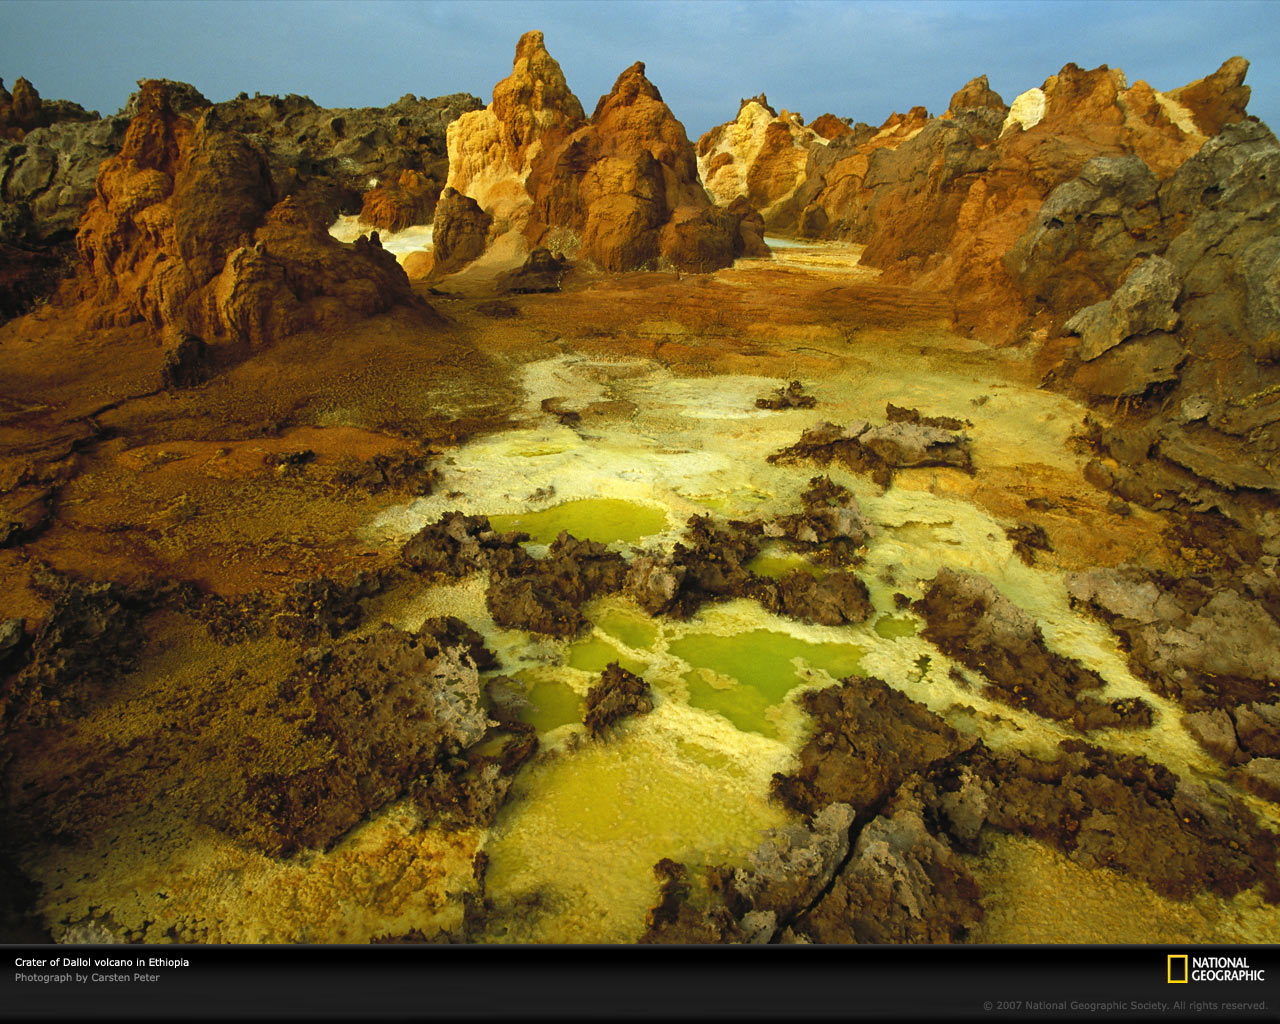 Crater of Dallol volcano in Ethiopia
Photograph by Carsten Peter
NATIONAL
GEOGRAPHIC
© 2007 National Geographic Society. All rights reserved.